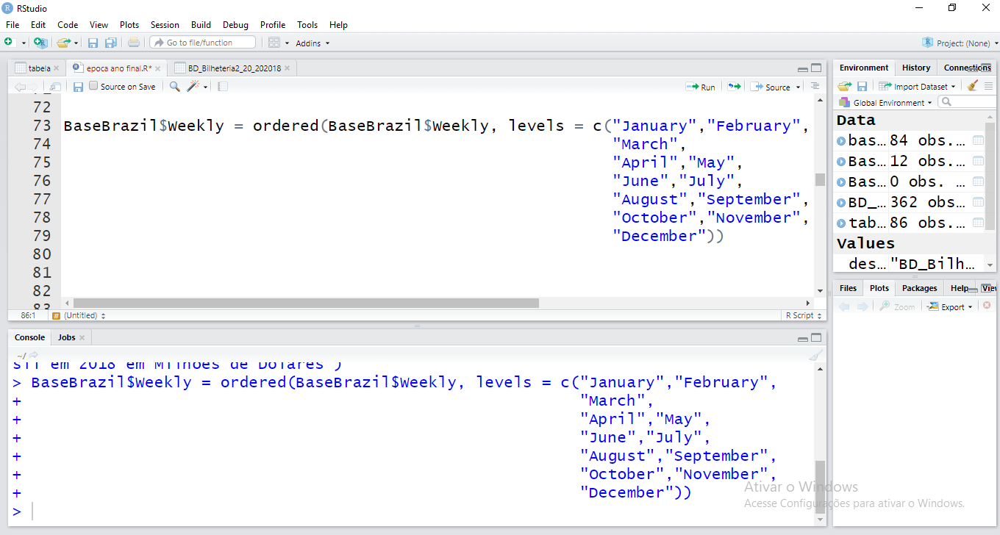 RStudio
File Edit Code View Plots Session Build Debug Profile Tools Help
Go to file/function Addins Project: (None)
tabela epoca ano final.R* BD_Bilheteria2_20_202018
Source on Save Run Source
72
73 BaseBrazil$Weekly = ordered(BaseBrazil$Weekly, levels = c("January","February",
74 "March",
75 "April","May",
76 "June","July",
77 "August","September",
78 "October","November",
79 "December"))
80
81
82
83
86:1 (Untitled) R Script
Console Jobs
~/
sil em 2018 em Milhões de Dólares")
> BaseBrazil$Weekly = ordered(BaseBrazil$Weekly, levels = c("January","February",
+ "March",
+ "April","May",
+ "June","July",
+ "August","September",
+ "October","November",
+ "December"))
>
Environment History Connections
Import Dataset
Global Environment
Data
bas… 84 obs.…
Bas… 12 obs.…
Bas… 0 obs. …
BD_… 362 obs…
tab… 86 obs.…
Values
des… "BD_Bilh…
Files Plots Packages Help
Zoom Export
Ativar o Windows
Acesse Configurações para ativar o Windows.